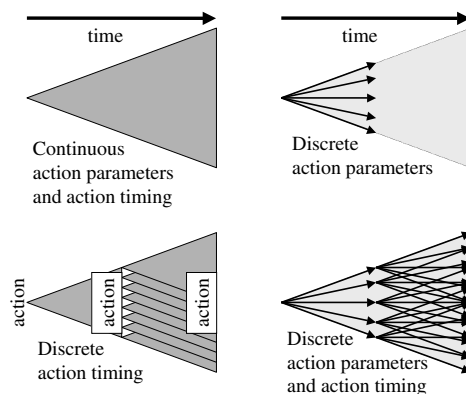 time
time
Continuous
action parameters
and action timing
Discrete
action parameters
action
action
action
Discrete
action timing
Discrete
action parameters
and action timing